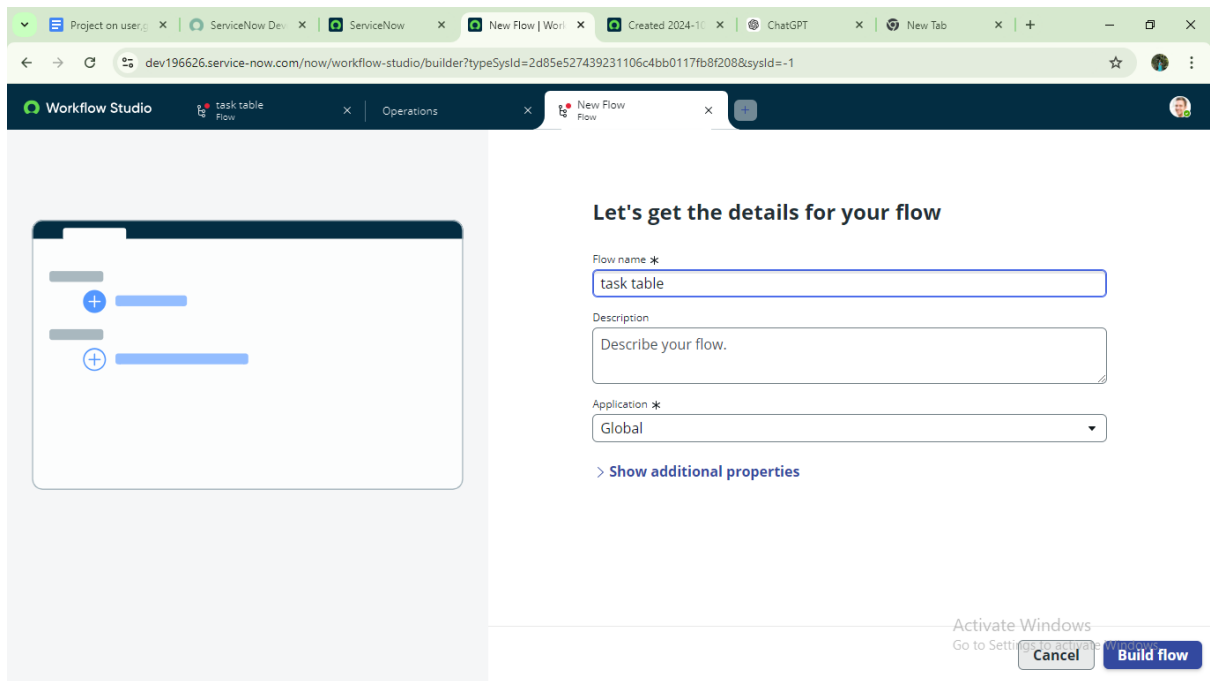 Project on user,g
ServiceNow Dev
ServiceNow
New Flow | Work
Created 2024-10
ChatGPT
New Tab
dev196626.service-now.com/now/workflow-studio/builder?typeSysId=2d85e527439231106c4bb0117fb8f208&sysId=-1
Workflow Studio
task table
Flow
Operations
New Flow
Flow
Let's get the details for your flow
Flow name *
task table
Description
Describe your flow.
Application *
Global
Show additional properties
Activate Windows
Go to Settings to activate Windows.
Cancel
Build flow